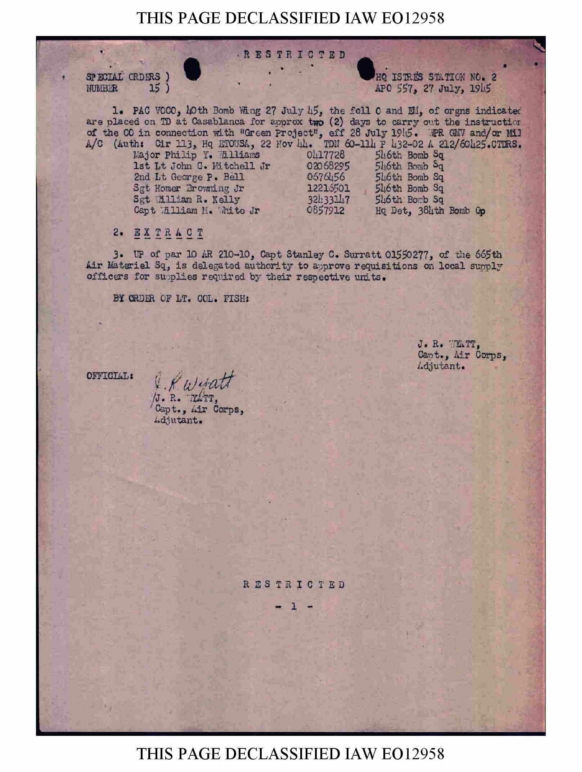 THIS PAGE DECLASSIFIED IAW EO12958
RESTRICTED
SPECIAL ORDERS )
NUMBER 15 )
HQ ISTRES STATION NO. 2
APO 557, 27 July, 1945
1. PAC VOCO, 40th Bomb Wing 27 July 45, the foll O and EM, of orgns indicated
are placed on TD at Casablanca for approx two (2) days to carry out the instruction
of the CO in connection with "Green Project", eff 28 July 1945. TPR GMV and/or Mil
A/C (Auth: Cir 113, Hq ETOUSA, 22 Nov 44. TDN 60-114 P 432-02 A 212/60425.OTDRS.
Major Philip Y. Williams 0417728 546th Bomb Sq
1st Lt John C. Mitchell Jr 02068295 546th Bomb Sq
2nd Lt George P. Bell 0676456 546th Bomb Sq
Sgt Homer Browning Jr 12216501 546th Bomb Sq
Sgt William R. Kelly 32433147 546th Bomb Sq
Capt William M. White Jr 0857912 Hq Det, 384th Bomb Gp
2. EXTRACT
3. UP of par 10 AR 210-10, Capt Stanley C. Surratt 01550277, of the 665th
Air Materiel Sq, is delegated authority to approve requisitions on local supply
officers for supplies required by their respective units.
BY ORDER OF LT. COL. FISH:
J. R. WYATT,
Capt., Air Corps,
Adjutant.
OFFICIAL:
J. R. Wyatt
J. R. WYATT,
Capt., Air Corps,
Adjutant.
RESTRICTED
- 1 -
THIS PAGE DECLASSIFIED IAW EO12958